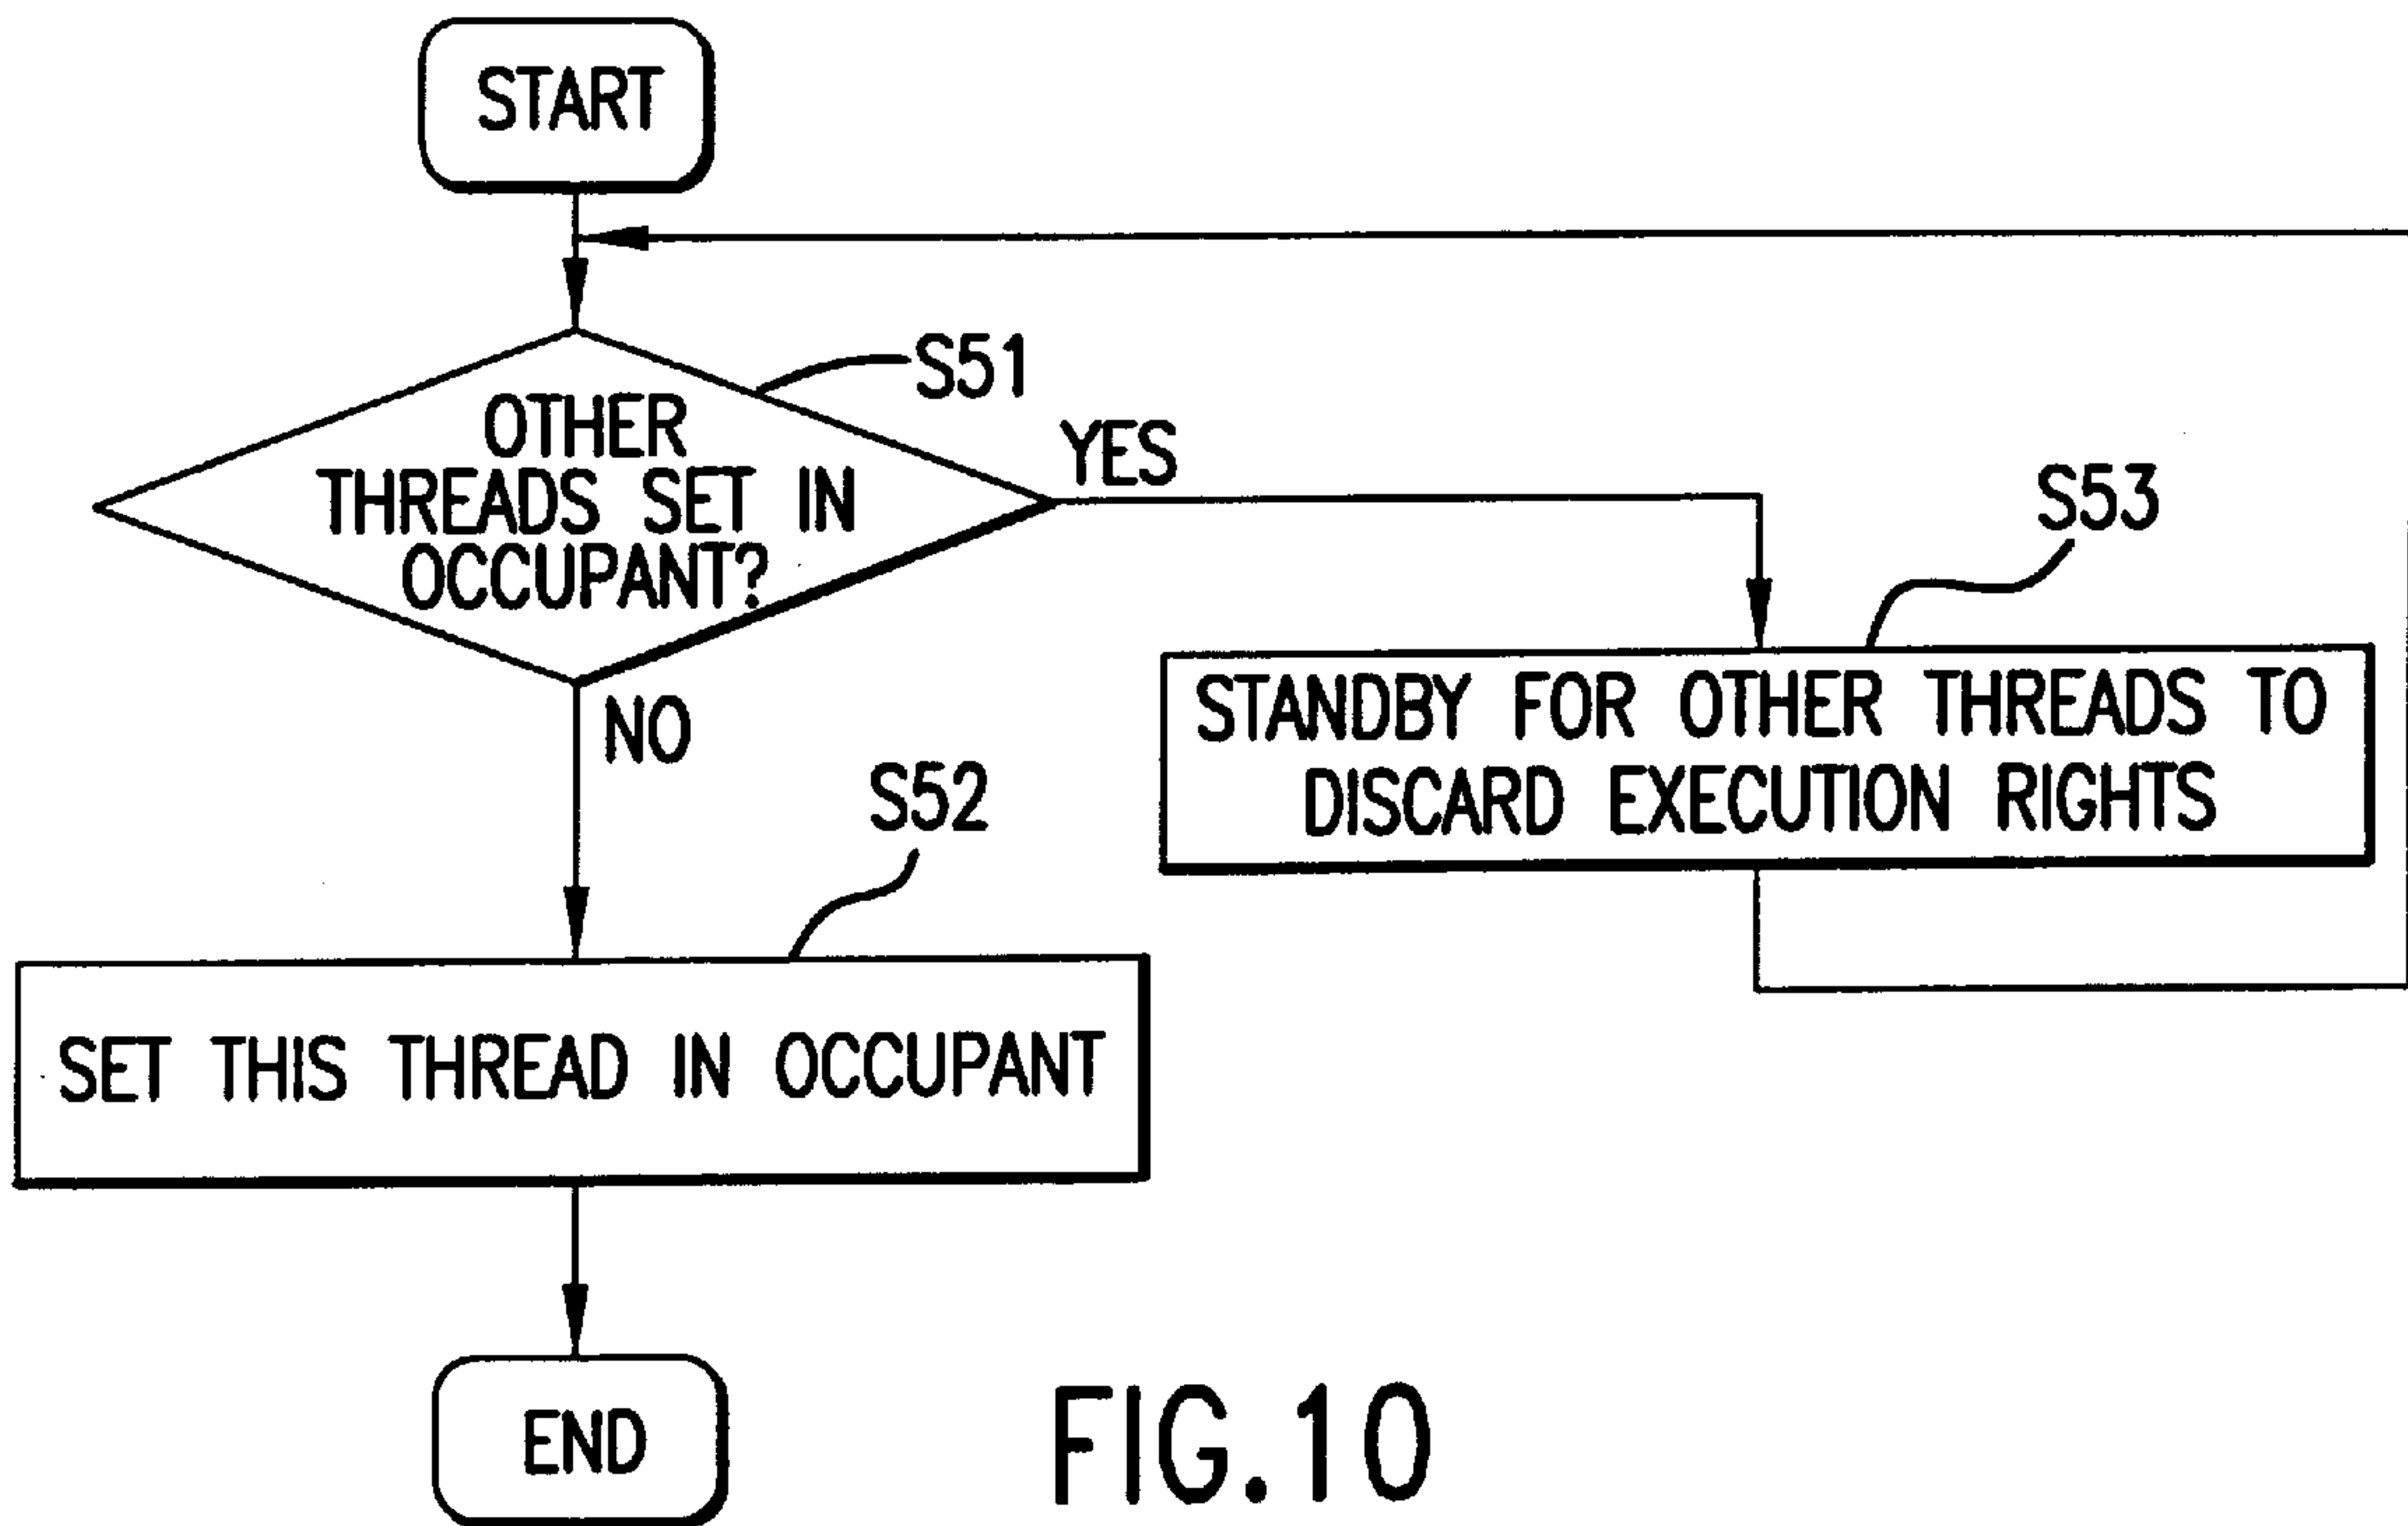 START
S51
OTHER
THREADS SET IN
OCCUPANT?
YES
S53
STANDBY FOR OTHER THREADS TO
DISCARD EXECUTION RIGHTS
NO
S52
SET THIS THREAD IN OCCUPANT
END
FIG.10